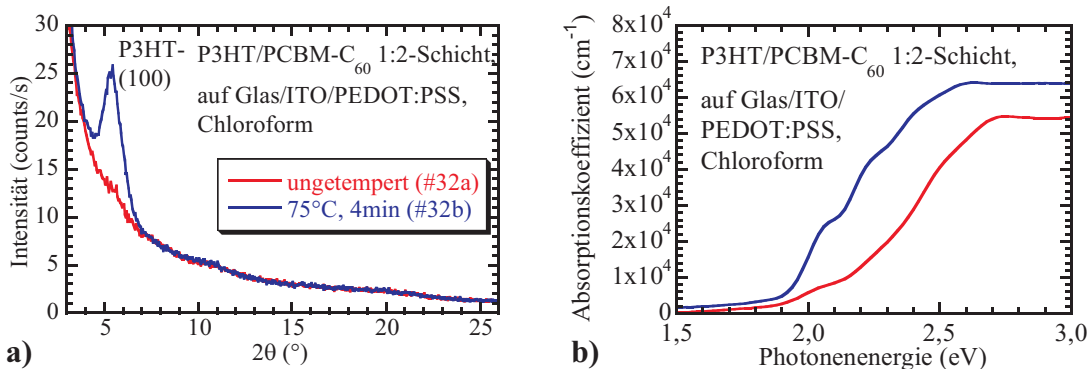 30
25
20
15
10
5
0
Intensität (counts/s)
P3HT-
(100)
P3HT/PCBM-C60 1:2-Schicht,
auf Glas/ITO/PEDOT:PSS,
Chloroform
ungetempert (#32a)
75°C, 4min (#32b)
5 10 15 20 25
2θ (°)
a)
8x10^4
7x10^4
6x10^4
5x10^4
4x10^4
3x10^4
2x10^4
1x10^4
0
Absorptionskoeffizient (cm^-1)
P3HT/PCBM-C60 1:2-Schicht,
auf Glas/ITO/
PEDOT:PSS,
Chloroform
1,5 2,0 2,5 3,0
Photonenenergie (eV)
b)